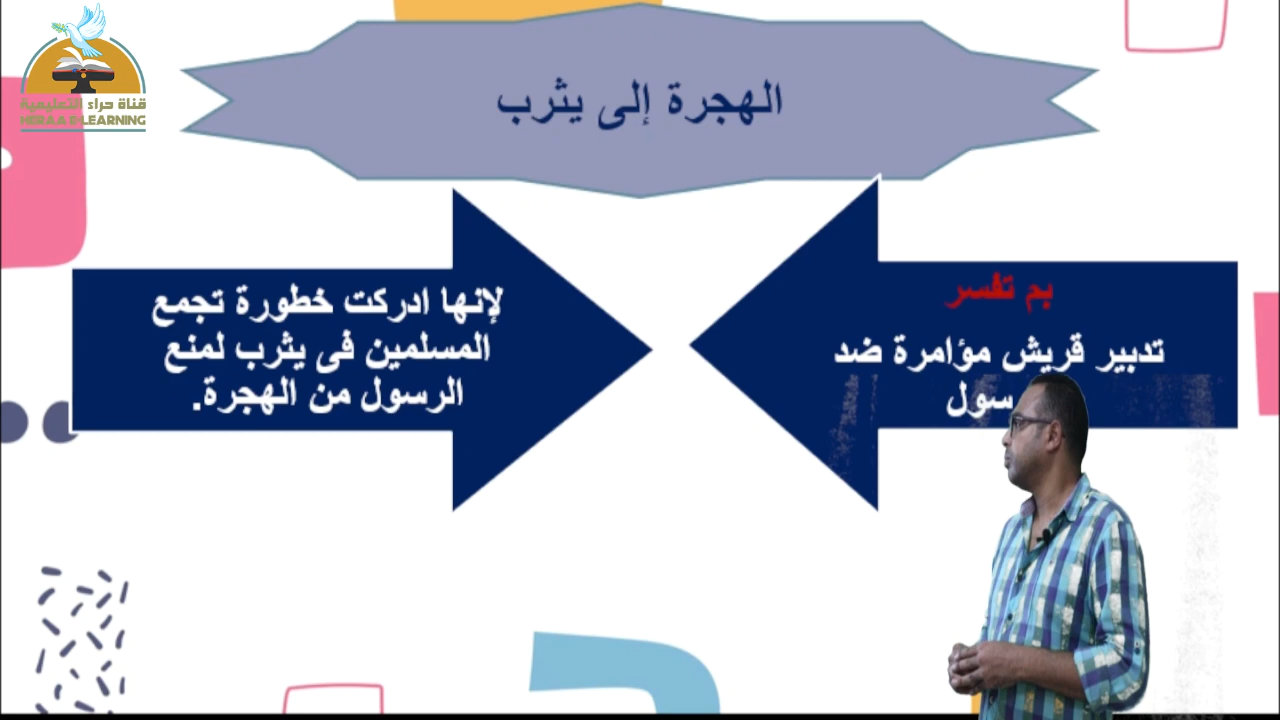 قناة حراء التعليمية
HERAA E-LEARNING
الهجرة إلى يثرب
بم تفسر
تدبير قريش مؤامرة ضد
سول
لإنها ادركت خطورة تجمع
المسلمين فى يثرب لمنع
الرسول من الهجرة.